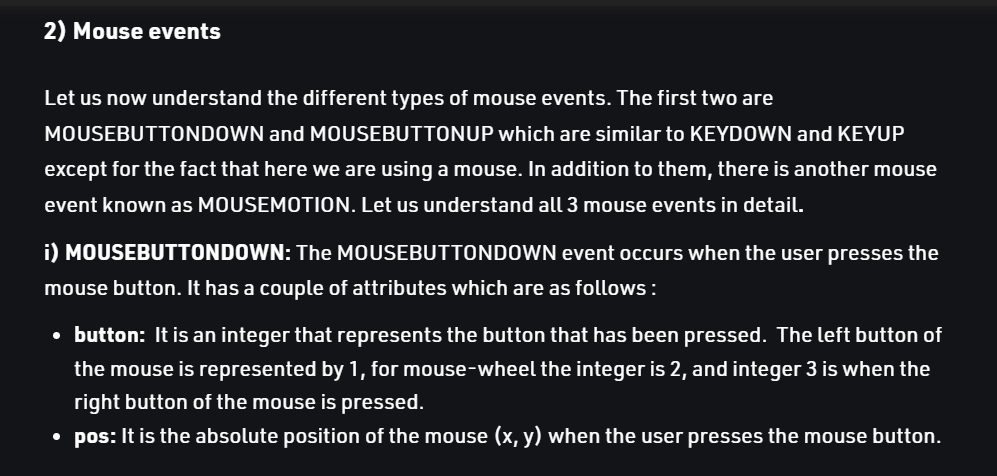 2) Mouse events
Let us now understand the different types of mouse events. The first two are
MOUSEBUTTONDOWN and MOUSEBUTTONUP which are similar to KEYDOWN and KEYUP
except for the fact that here we are using a mouse. In addition to them, there is another mouse
event known as MOUSEMOTION. Let us understand all 3 mouse events in detail.
i) MOUSEBUTTONDOWN: The MOUSEBUTTONDOWN event occurs when the user presses the
mouse button. It has a couple of attributes which are as follows :
• button:  It is an integer that represents the button that has been pressed.  The left button of
the mouse is represented by 1, for mouse-wheel the integer is 2, and integer 3 is when the
right button of the mouse is pressed.
• pos: It is the absolute position of the mouse (x, y) when the user presses the mouse button.